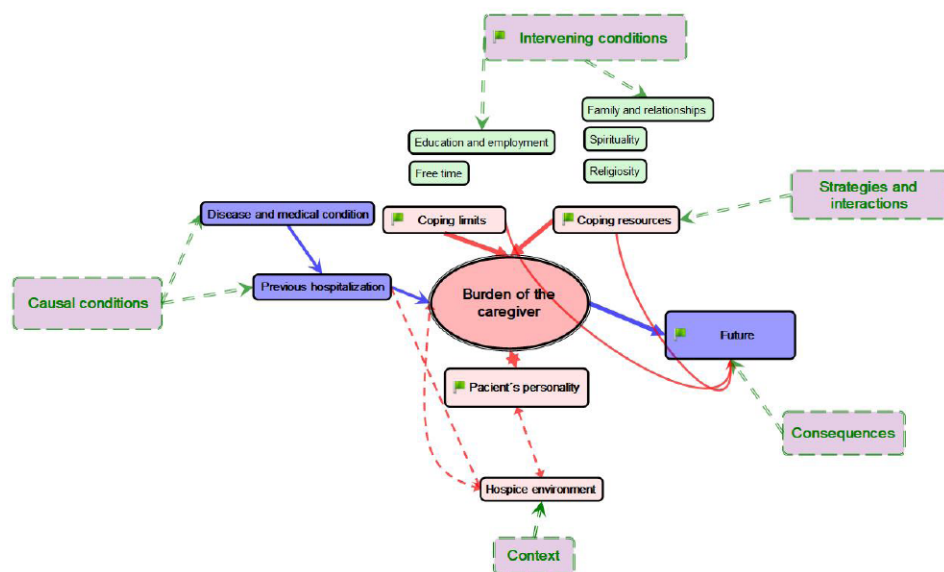 Intervening conditions
Family and relationships
Education and employment
Spirituality
Free time
Religiosity
Strategies and
interactions
Disease and medical condition
Coping limits
Coping resources
Causal conditions
Previous hospitalization
Burden of the
caregiver
Future
Pacient´s personality
Consequences
Hospice environment
Context